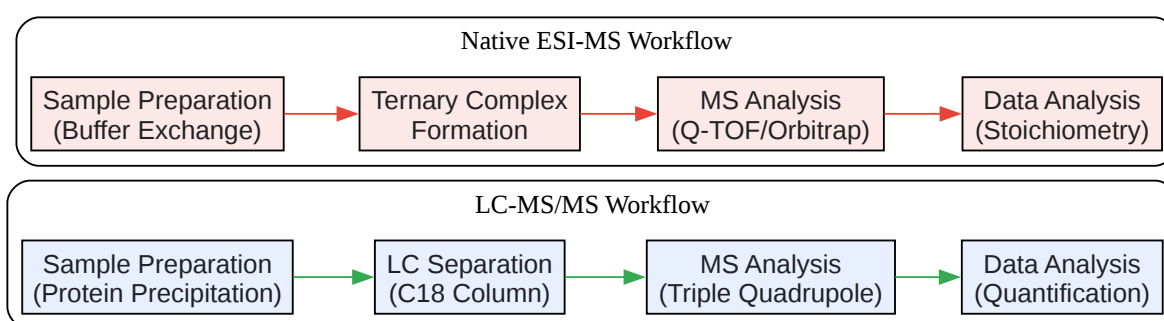 Native ESI-MS Workflow
Sample Preparation
(Buffer Exchange)
Ternary Complex
Formation
MS Analysis
(Q-TOF/Orbitrap)
Data Analysis
(Stoichiometry)
LC-MS/MS Workflow
Sample Preparation
(Protein Precipitation)
LC Separation
(C18 Column)
MS Analysis
(Triple Quadrupole)
Data Analysis
(Quantification)